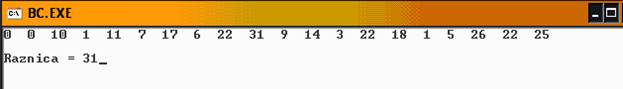 BC.EXE
0 0 10 1 11 7 17 6 22 31 9 14 3 22 18 1 5 26 22 25
Raznica = 31_